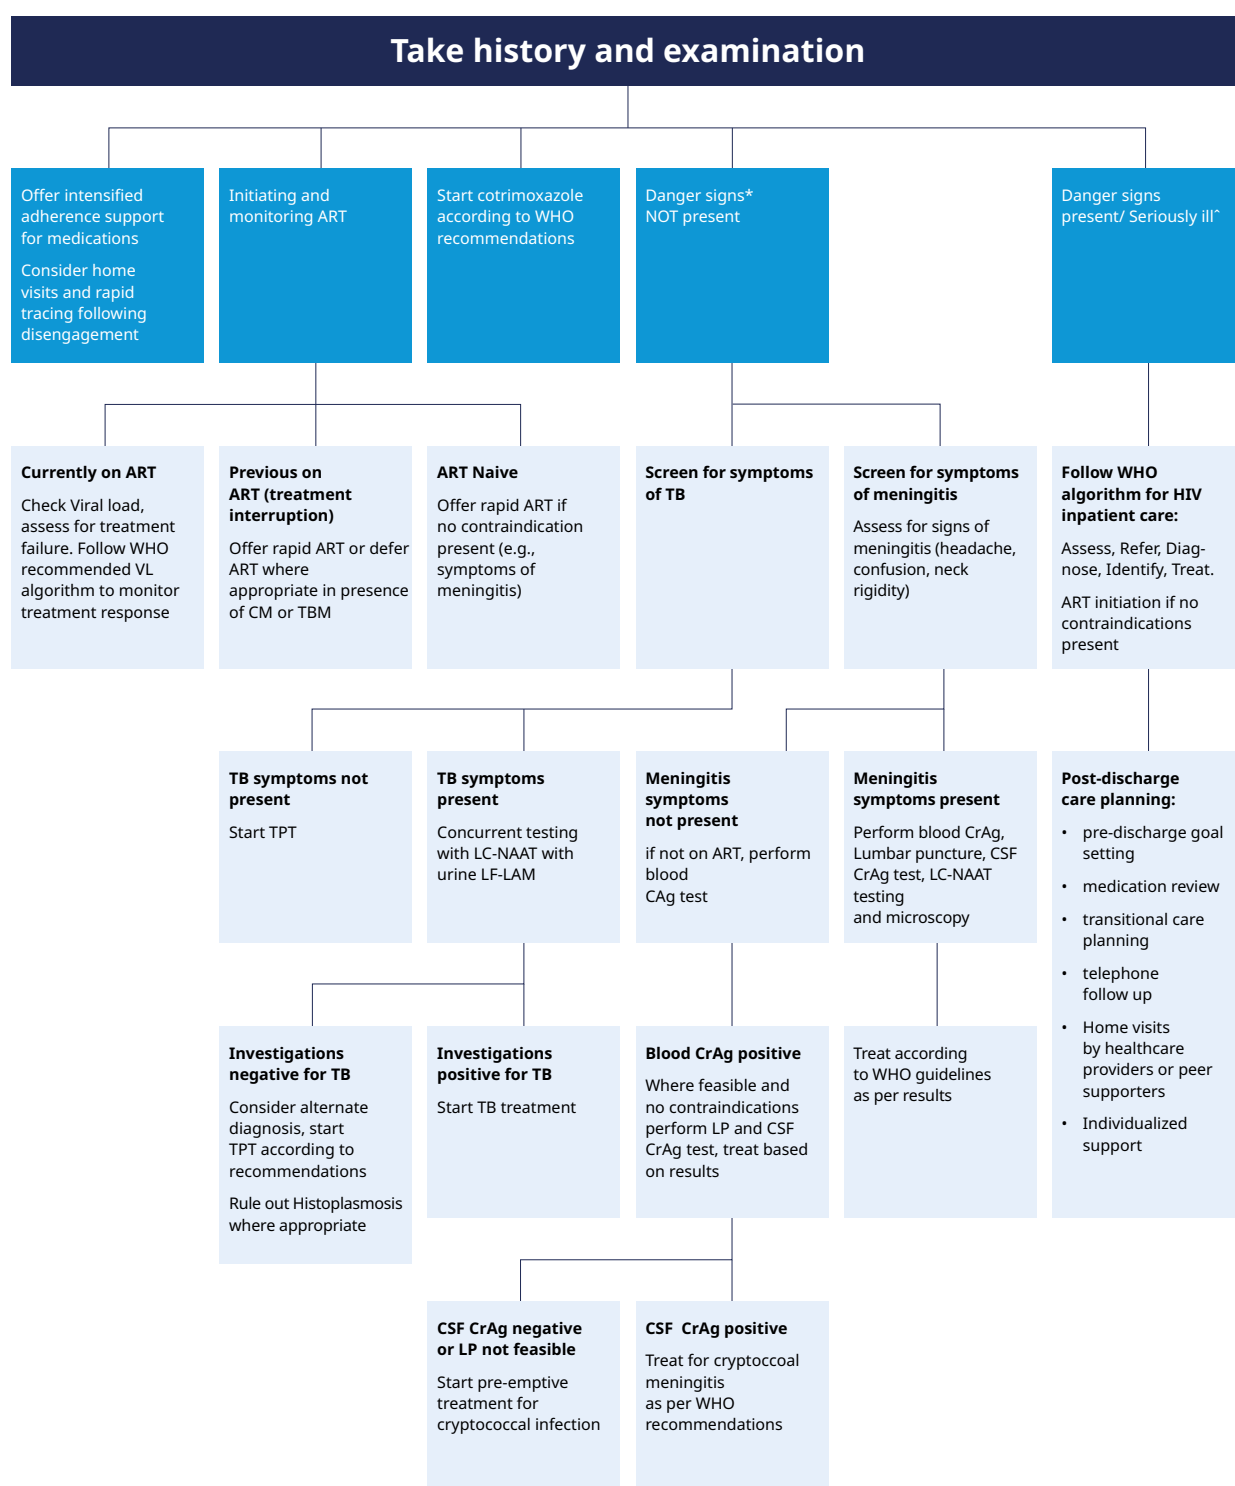 Take history and examination
Offer intensified
adherence support
for medications
Consider home
visits and rapid
tracing following
disengagement
Initiating and
monitoring ART
Start cotrimoxazole
according to WHO
recommendations
Danger signs*
NOT present
Danger signs
present/ Seriously ill^
Currently on ART
Check Viral load,
assess for treatment
failure. Follow WHO
recommended VL
algorithm to monitor
treatment response
Previous on
ART (treatment
interruption)
Offer rapid ART or defer
ART where
appropriate in presence
of CM or TBM
ART Naive
Offer rapid ART if
no contraindication
present (e.g.,
symptoms of
meningitis)
Screen for symptoms
of TB
Screen for symptoms
of meningitis
Assess for signs of
meningitis (headache,
confusion, neck
rigidity)
Follow WHO
algorithm for HIV
inpatient care:
Assess, Refer, Diag-
nose, Identify, Treat.
ART initiation if no
contraindications
present
TB symptoms not
present
Start TPT
TB symptoms
present
Concurrent testing
with LC-NAAT with
urine LF-LAM
Meningitis
symptoms
not present
if not on ART, perform
blood
CAg test
Meningitis
symptoms present
Perform blood CrAg,
Lumbar puncture, CSF
CrAg test, LC-NAAT
testing
and microscopy
Post-discharge
care planning:
• pre-discharge goal
setting
• medication review
• transitional care
planning
• telephone
follow up
• Home visits
by healthcare
providers or peer
supporters
• Individualized
support
Investigations
negative for TB
Consider alternate
diagnosis, start
TPT according to
recommendations
Rule out Histoplasmosis
where appropriate
Investigations
positive for TB
Start TB treatment
Blood CrAg positive
Where feasible and
no contraindications
perform LP and CSF
CrAg test, treat based
on results
Treat according
to WHO guidelines
as per results
CSF CrAg negative
or LP not feasible
Start pre-emptive
treatment for
cryptococcal infection
CSF  CrAg positive
Treat for cryptoccoal
meningitis
as per WHO
recommendations